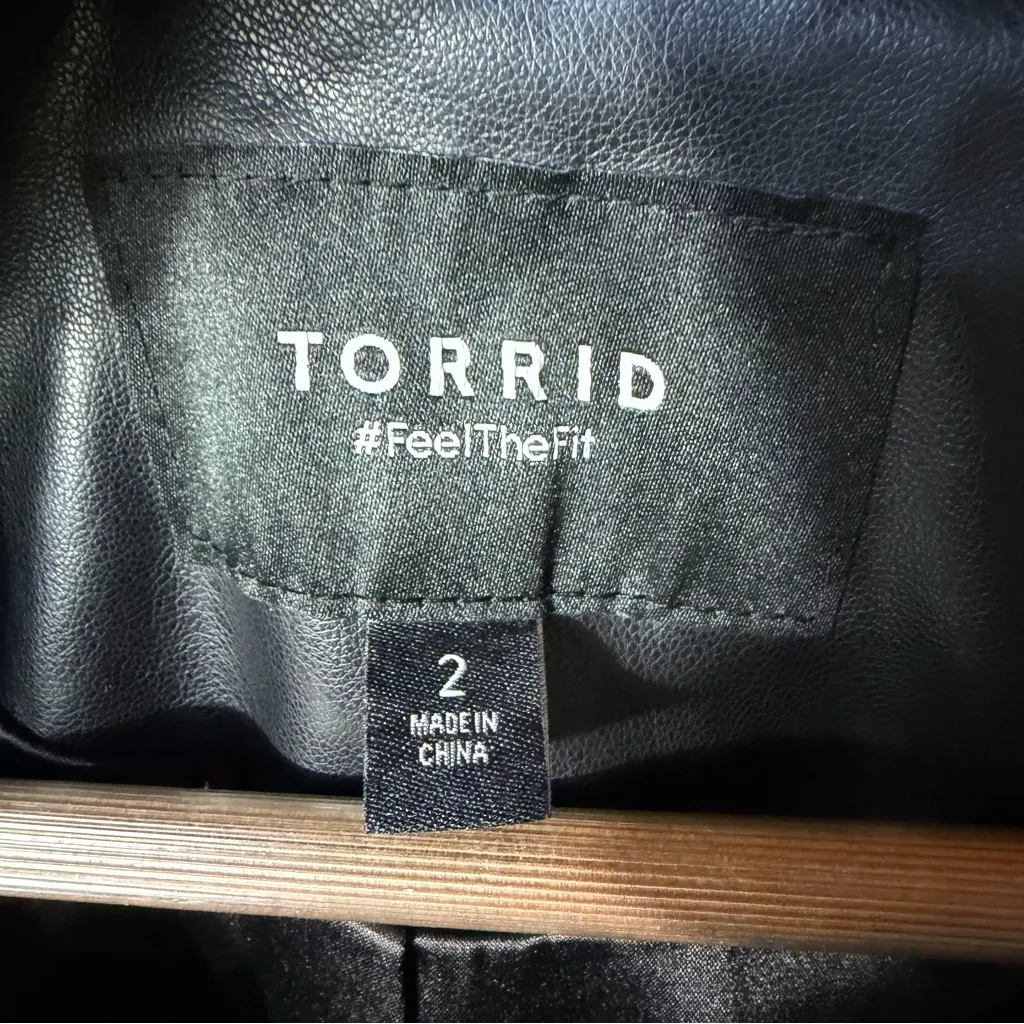 TORRID
#FeelTheFit
2
MADE IN
CHINA